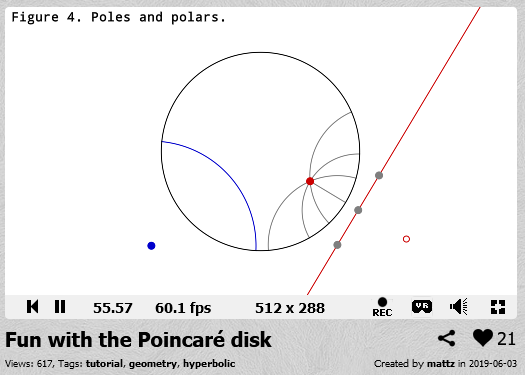 Figure 4. Poles and polars.
55.57 60.1 fps 512 x 288 REC VR
Fun with the Poincaré disk 21
Views: 617, Tags: tutorial, geometry, hyperbolic Created by mattz in 2019-06-03